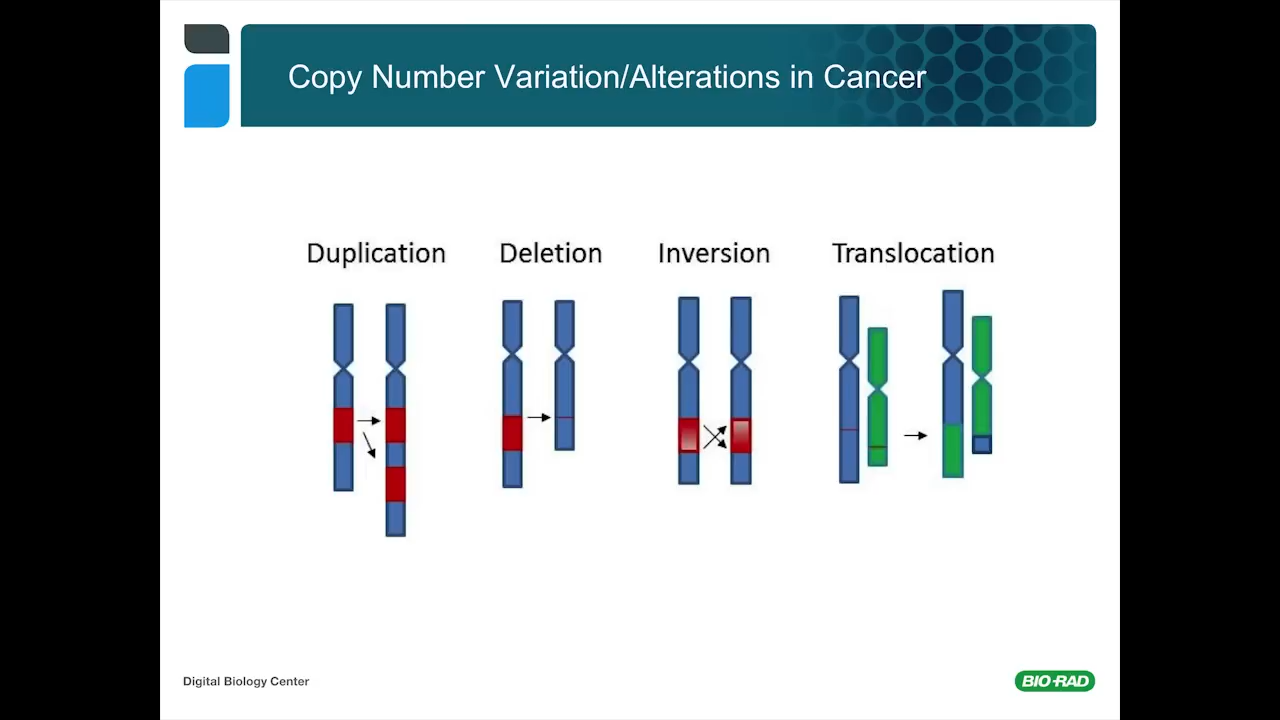 Copy Number Variation/Alterations in Cancer
Duplication
Deletion
Inversion
Translocation
Digital Biology Center
BIO-RAD